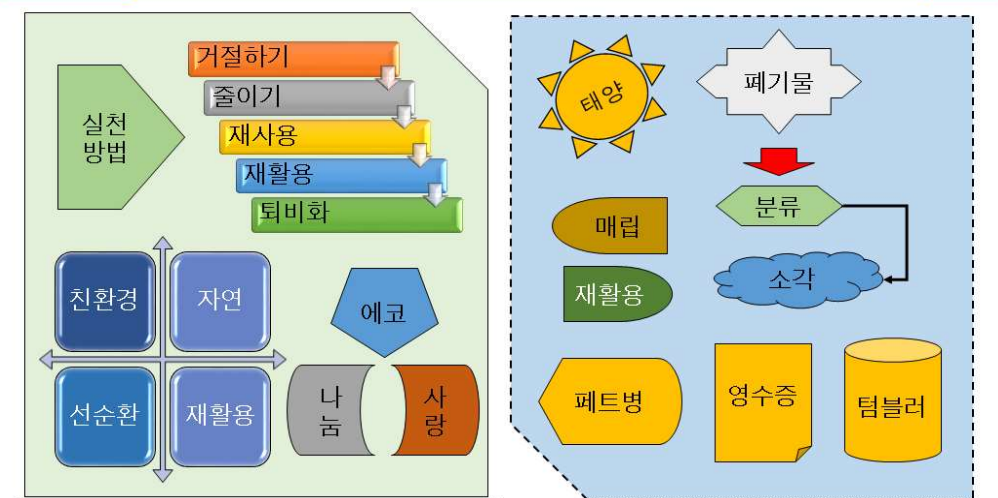 실천
방법
거절하기
줄이기
재사용
재활용
퇴비화
친환경
자연
선순환
재활용
에코
나
눔
사
랑
태양
폐기물
분류
매립
소각
재활용
페트병
영수증
텀블러